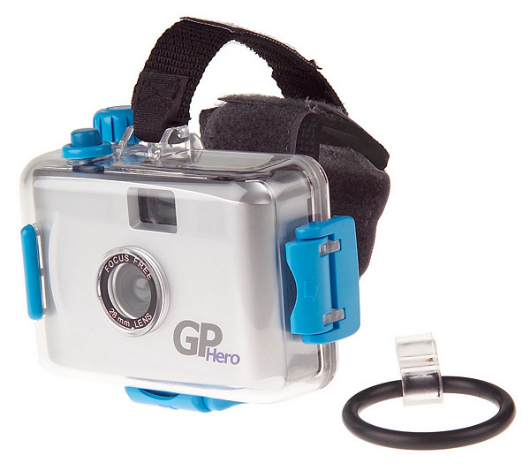 FOCUS FREE
28 mm LENS
GP
Hero